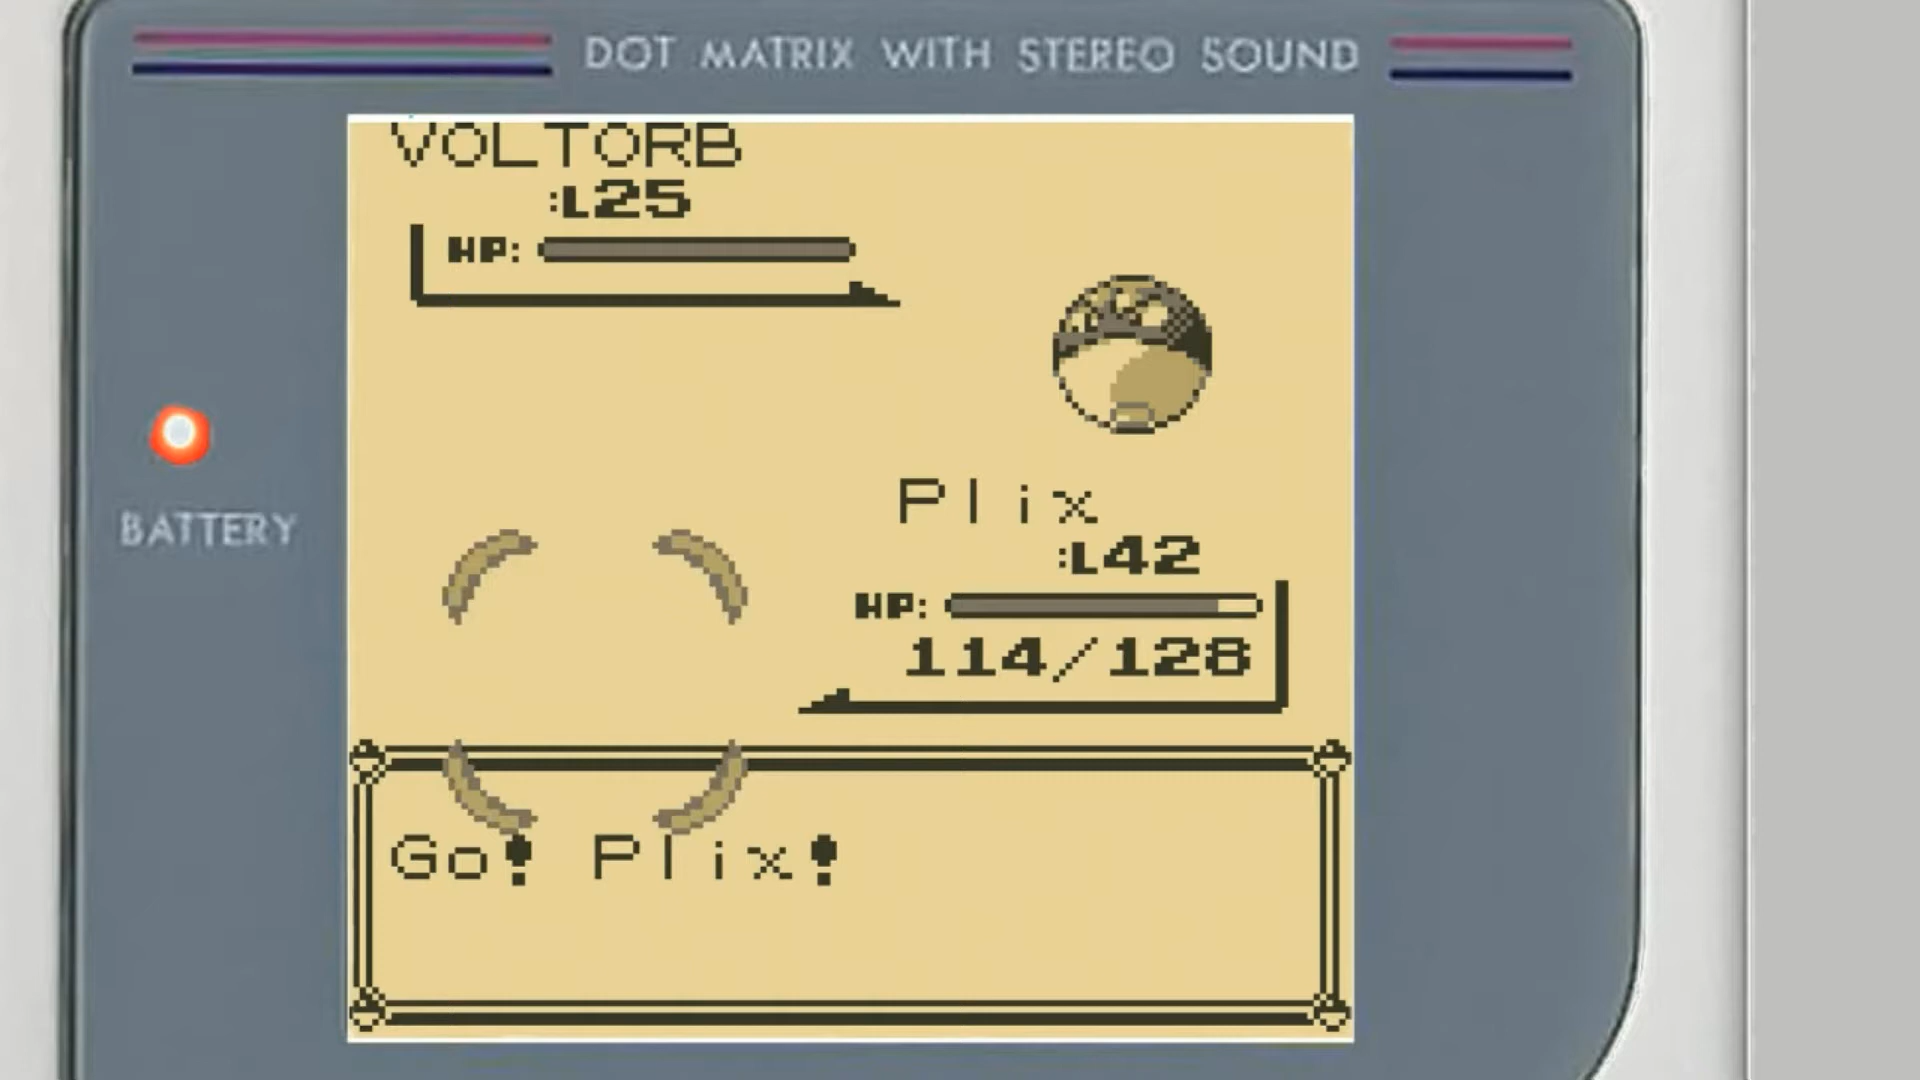 DOT MATRIX WITH STEREO SOUND
VOLTORB
:L25
HP:
BATTERY
Plix
:L42
HP:
114/128
Go! Plix!